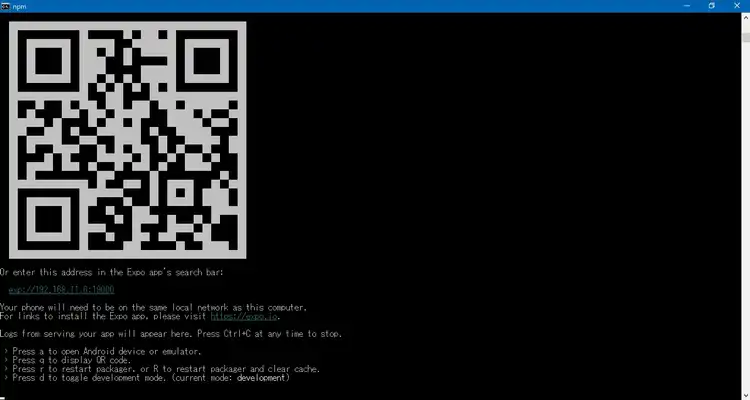 npm
Or enter this address in the Expo app's search bar:
exp://192.168.11.6:19000
Your phone will need to be on the same local network as this computer.
For links to install the Expo app, please visit https://expo.io.
Logs from serving your app will appear here. Press Ctrl+C at any time to stop.
› Press a to open Android device or emulator.
› Press q to display QR code.
› Press r to restart packager, or R to restart packager and clear cache.
› Press d to toggle development mode. (current mode: development)